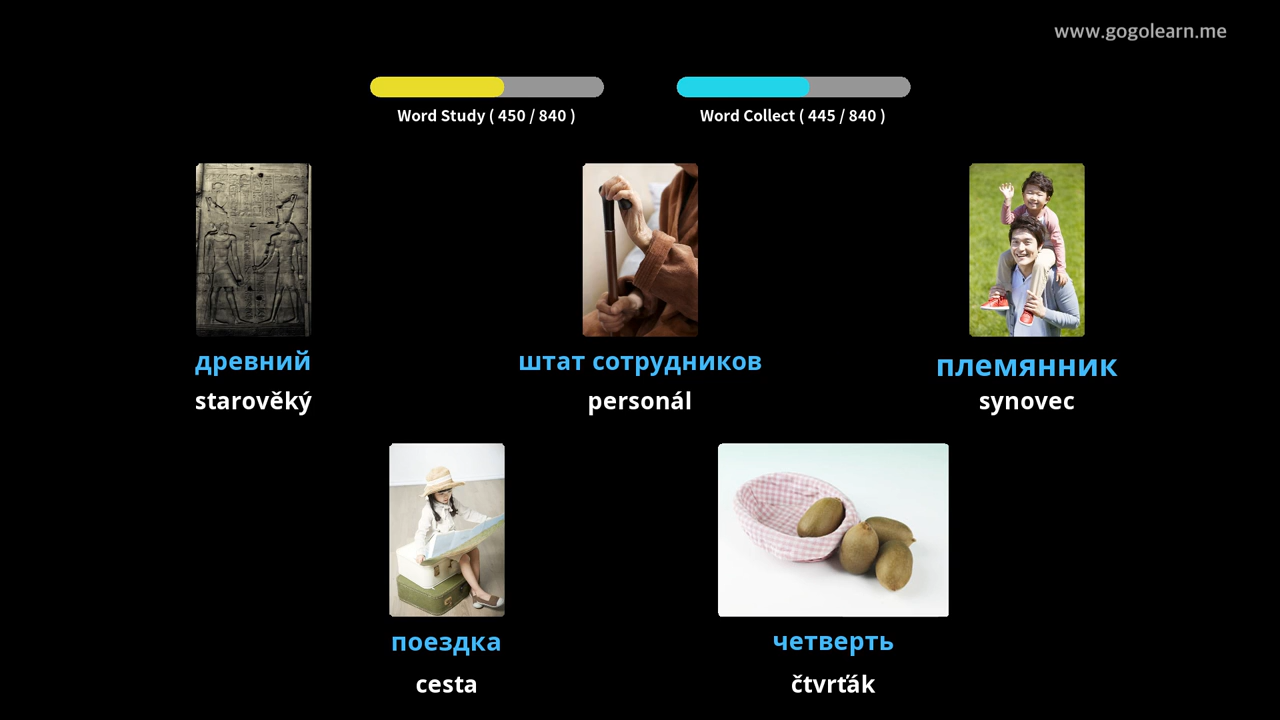 www.gogolearn.me
Word Study ( 450 / 840 )
Word Collect ( 445 / 840 )
древний
starověký
штат сотрудников
personál
племянник
synovec
поездка
cesta
четверть
čtvrťák